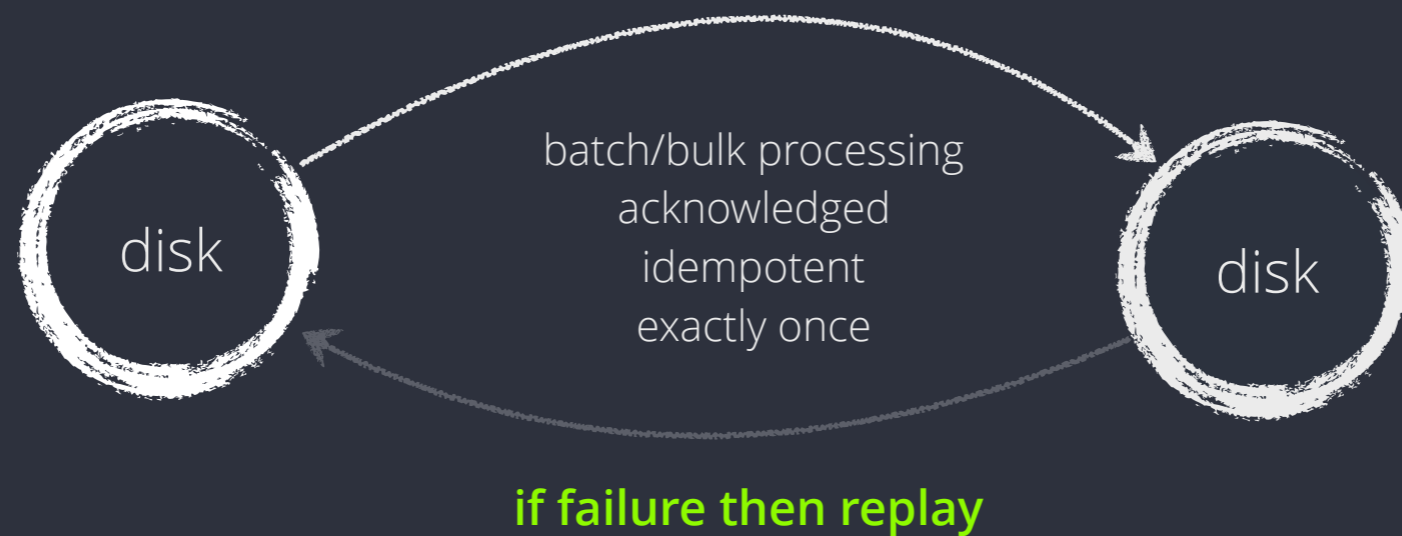 disk
batch/bulk processing
acknowledged
idempotent
exactly once
disk
if failure then replay